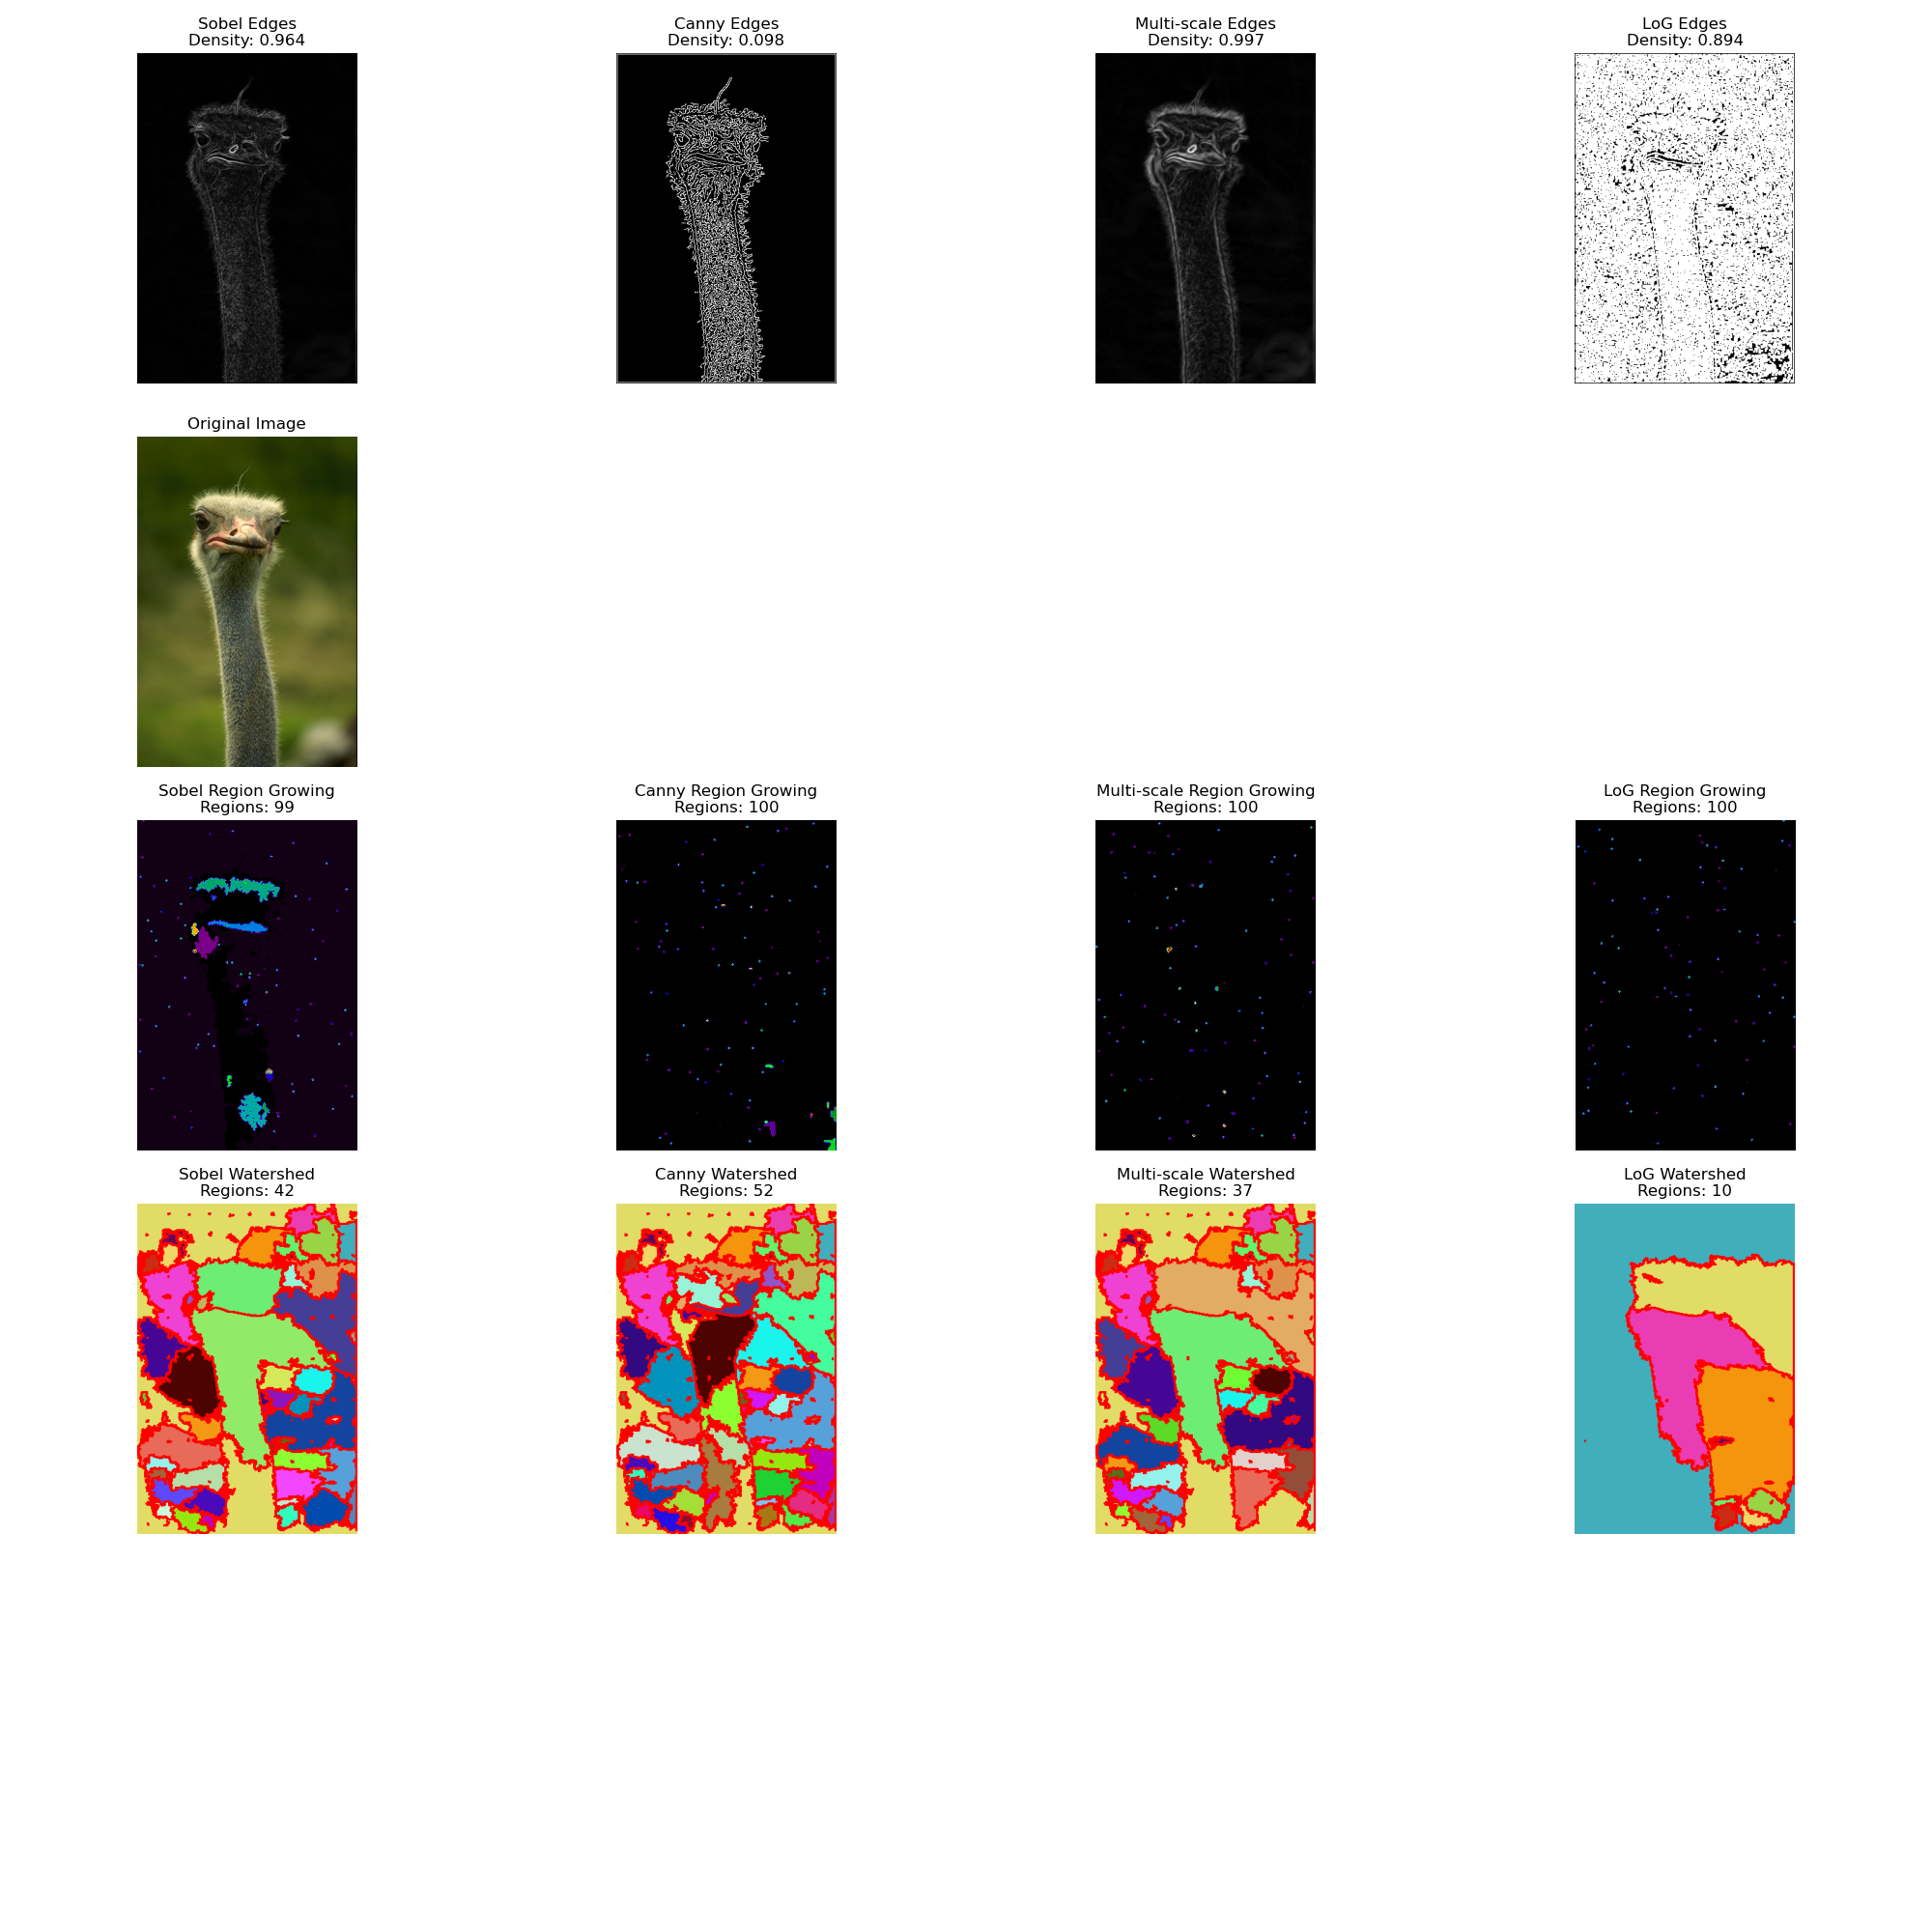 Sobel Edges
Density: 0.964
Canny Edges
Density: 0.098
Multi-scale Edges
Density: 0.997
LoG Edges
Density: 0.894
Original Image
Sobel Region Growing
Regions: 99
Canny Region Growing
Regions: 100
Multi-scale Region Growing
Regions: 100
LoG Region Growing
Regions: 100
Sobel Watershed
Regions: 42
Canny Watershed
Regions: 52
Multi-scale Watershed
Regions: 37
LoG Watershed
Regions: 10